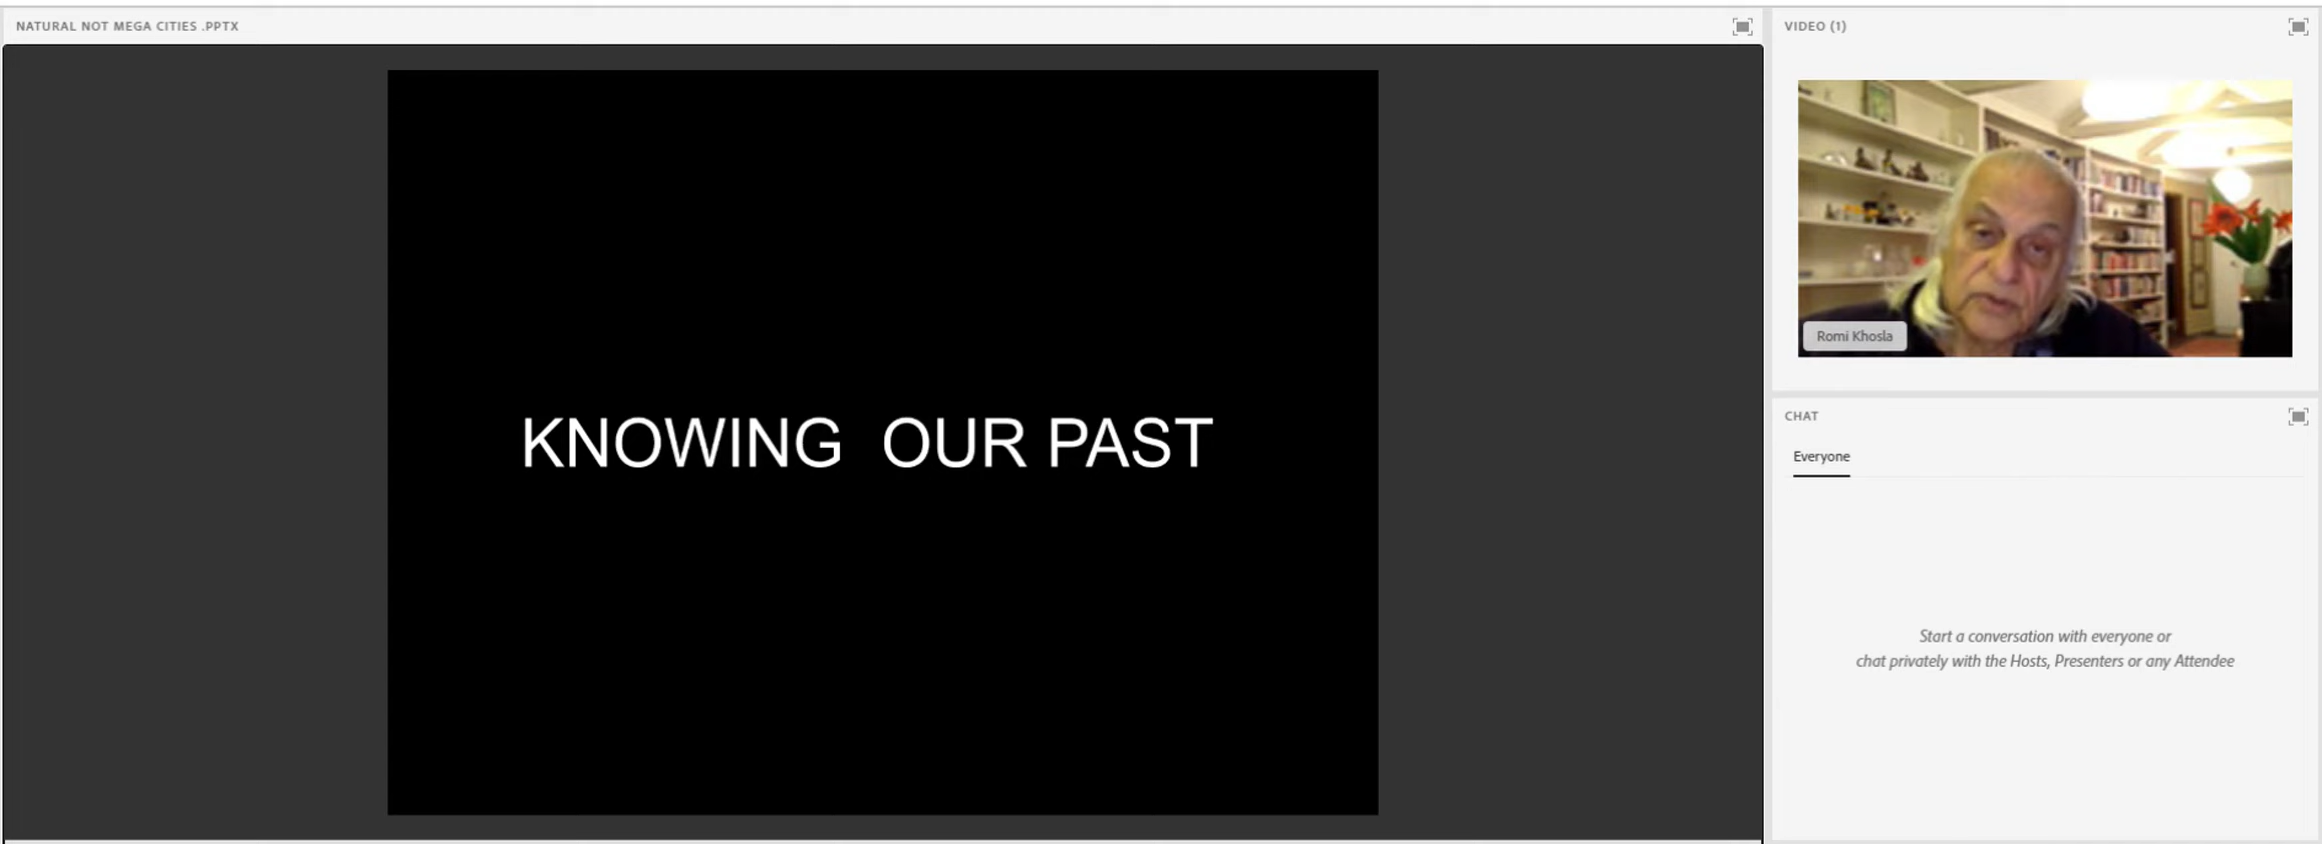 NATURAL NOT MEGA CITIES .PPTX
KNOWING  OUR PAST
VIDEO (1)
Romi Khosla
CHAT
Everyone
Start a conversation with everyone or
chat privately with the Hosts, Presenters or any Attendee